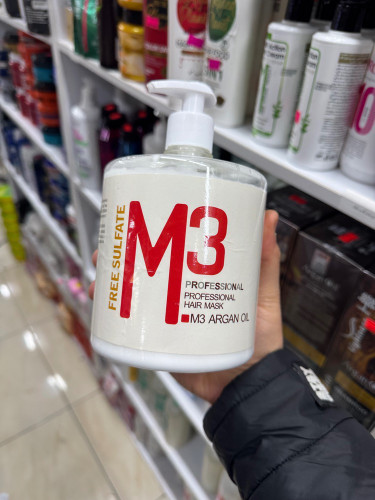 FREE SULFATE
M3
PROFESSIONAL
PROFESSIONAL
HAIR MASK
M3 ARGAN OIL